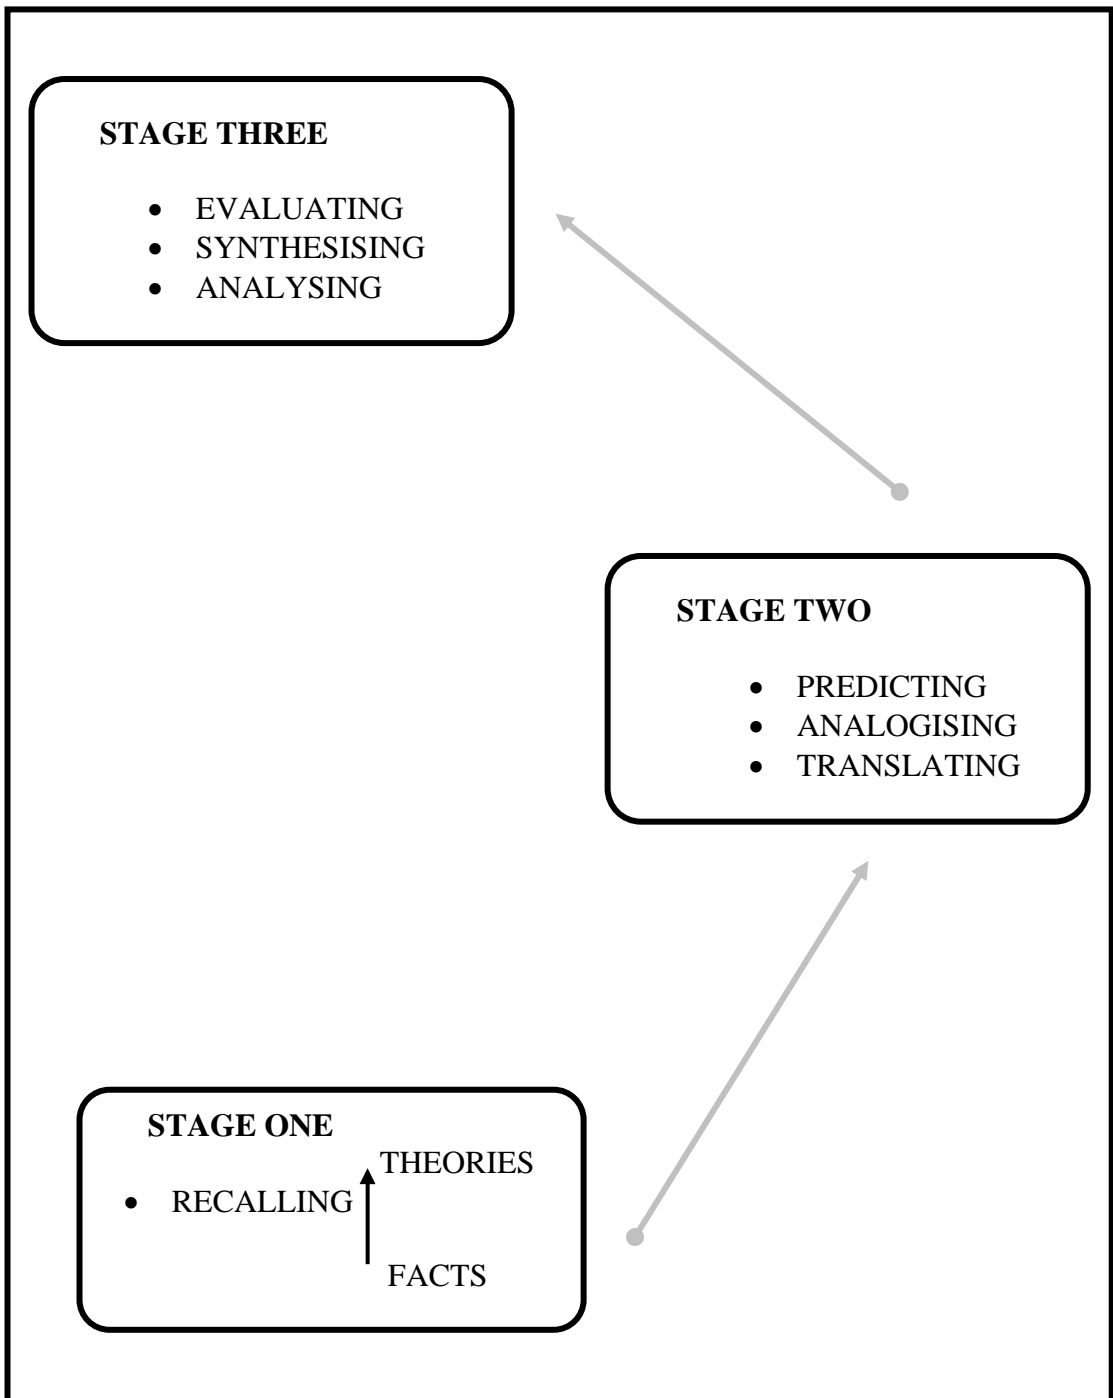 STAGE THREE
• EVALUATING
• SYNTHESISING
• ANALYSING
STAGE TWO
• PREDICTING
• ANALOGISING
• TRANSLATING
STAGE ONE
THEORIES
• RECALLING
FACTS